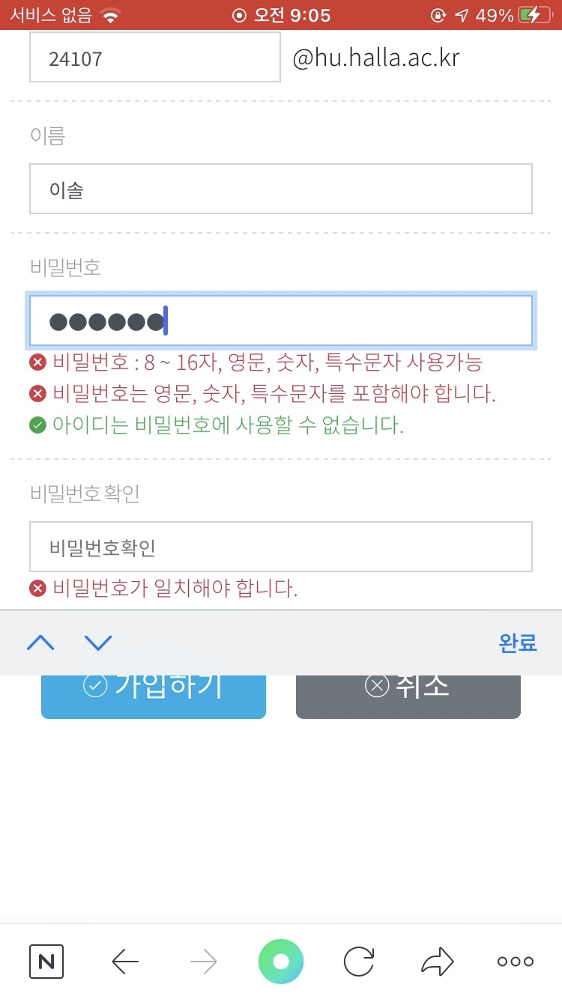 서비스 없음 오전 9:05 49%
24107 @hu.halla.ac.kr
이름
이솔
비밀번호
●●●●●●
비밀번호 : 8 ~ 16자, 영문, 숫자, 특수문자 사용가능
비밀번호는 영문, 숫자, 특수문자를 포함해야 합니다.
아이디는 비밀번호에 사용할 수 없습니다.
비밀번호 확인
비밀번호확인
비밀번호가 일치해야 합니다.
완료
가입하기 취소
N